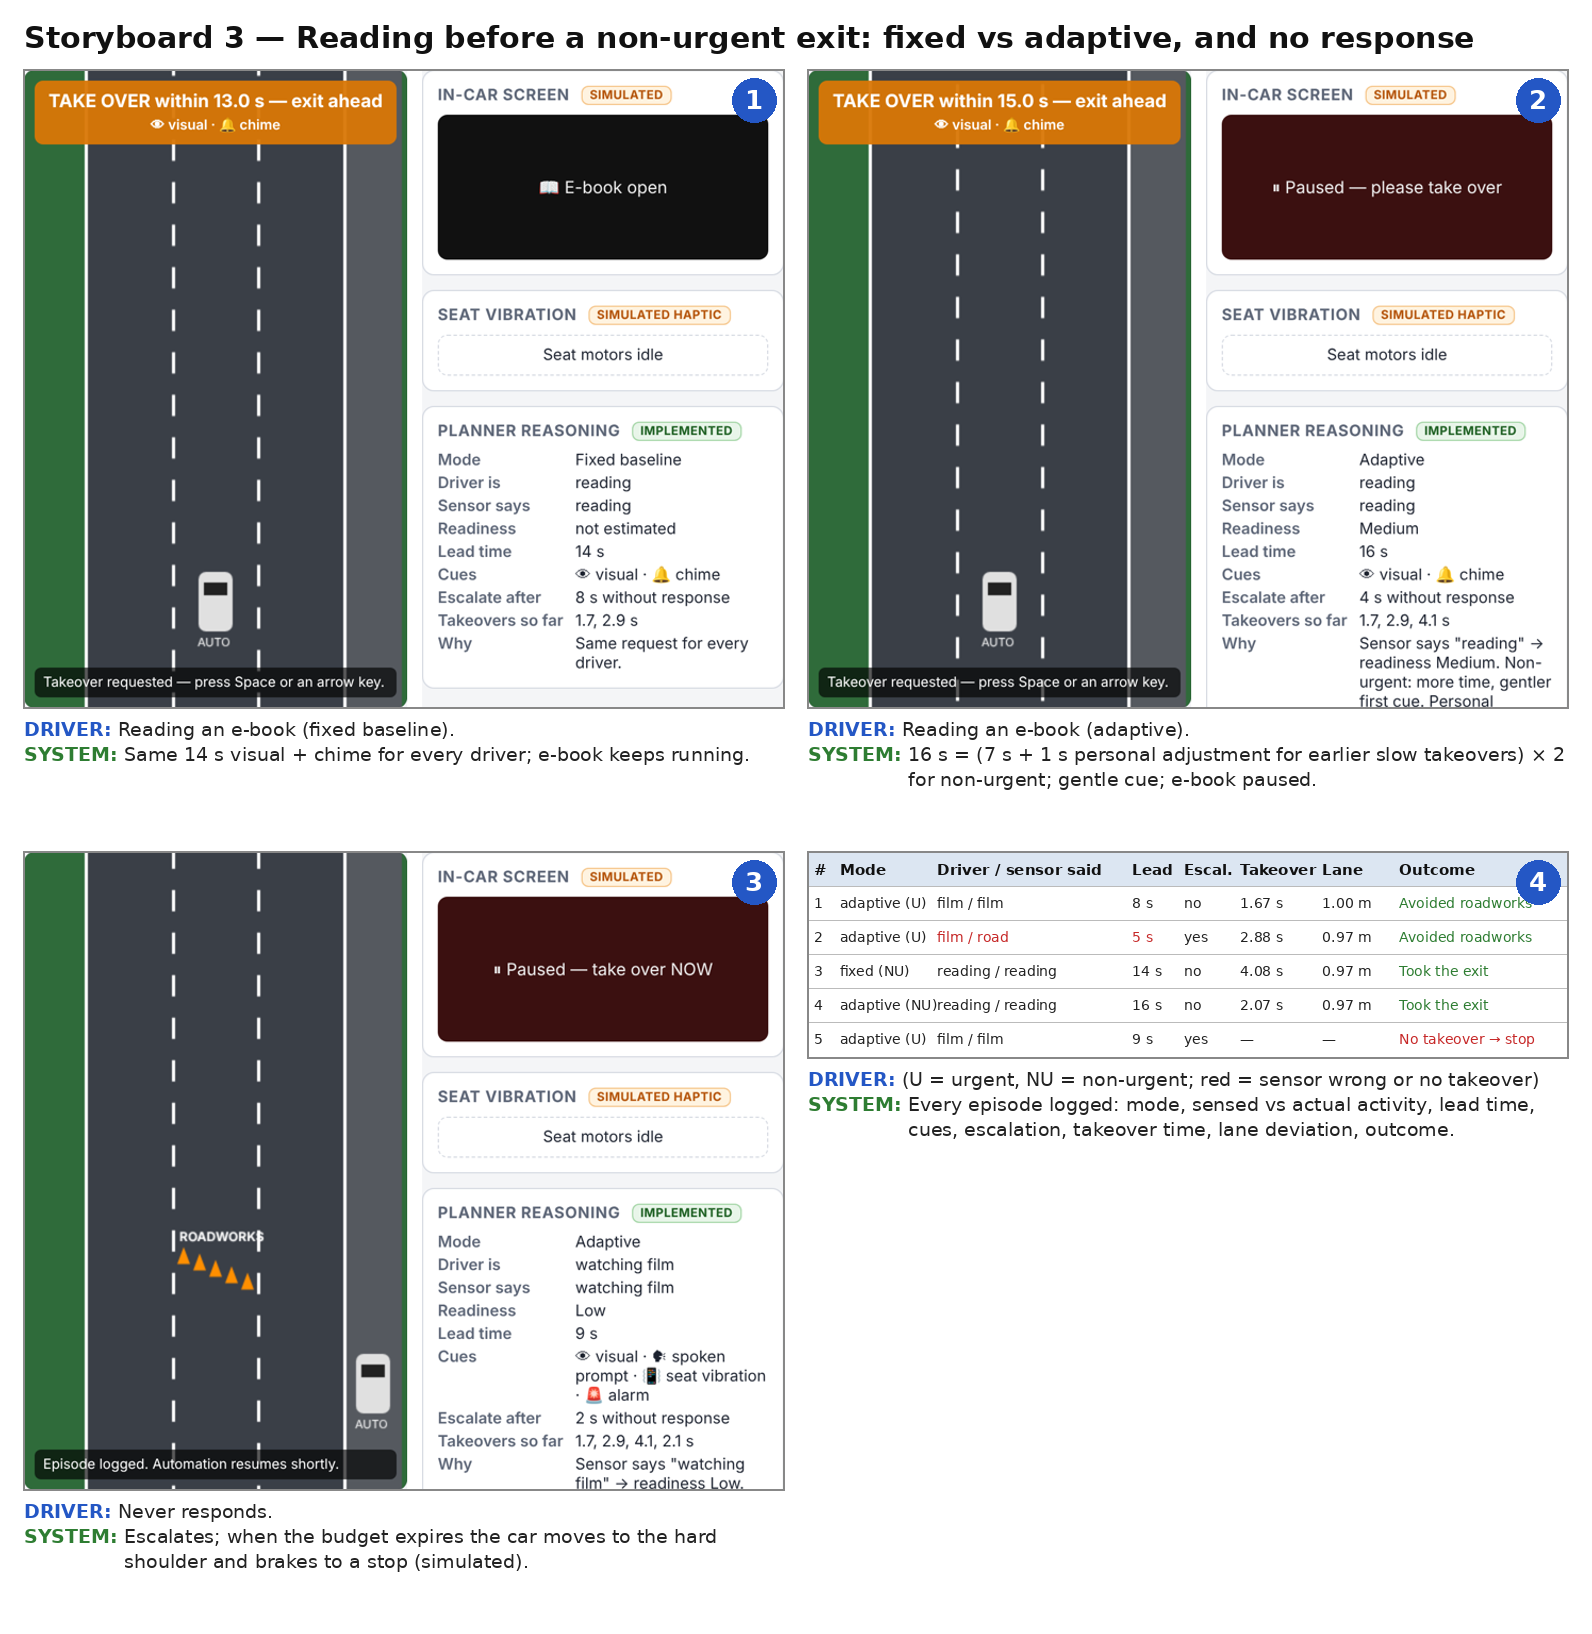 Storyboard 3 — Reading before a non-urgent exit: fixed vs adaptive, and no response
TAKE OVER within 13.0 s — exit ahead
👁 visual · 🔔 chime
AUTO
Takeover requested — press Space or an arrow key.
IN-CAR SCREEN SIMULATED
1
📖 E-book open
SEAT VIBRATION SIMULATED HAPTIC
Seat motors idle
PLANNER REASONING IMPLEMENTED
Mode Fixed baseline
Driver is reading
Sensor says reading
Readiness not estimated
Lead time 14 s
Cues 👁 visual · 🔔 chime
Escalate after 8 s without response
Takeovers so far 1.7, 2.9 s
Why Same request for every
driver.
DRIVER: Reading an e-book (fixed baseline).
SYSTEM: Same 14 s visual + chime for every driver; e-book keeps running.
TAKE OVER within 15.0 s — exit ahead
👁 visual · 🔔 chime
AUTO
Takeover requested — press Space or an arrow key.
IN-CAR SCREEN SIMULATED
2
⏸ Paused — please take over
SEAT VIBRATION SIMULATED HAPTIC
Seat motors idle
PLANNER REASONING IMPLEMENTED
Mode Adaptive
Driver is reading
Sensor says reading
Readiness Medium
Lead time 16 s
Cues 👁 visual · 🔔 chime
Escalate after 4 s without response
Takeovers so far 1.7, 2.9, 4.1 s
Why Sensor says "reading" →
readiness Medium. Non-
urgent: more time, gentler
first cue. Personal
DRIVER: Reading an e-book (adaptive).
SYSTEM: 16 s = (7 s + 1 s personal adjustment for earlier slow takeovers) × 2
for non-urgent; gentle cue; e-book paused.
ROADWORKS
AUTO
Episode logged. Automation resumes shortly.
IN-CAR SCREEN SIMULATED
3
⏸ Paused — take over NOW
SEAT VIBRATION SIMULATED HAPTIC
Seat motors idle
PLANNER REASONING IMPLEMENTED
Mode Adaptive
Driver is watching film
Sensor says watching film
Readiness Low
Lead time 9 s
Cues 👁 visual · 🗣 spoken
prompt · 📳 seat vibration
· 🚨 alarm
Escalate after 2 s without response
Takeovers so far 1.7, 2.9, 4.1, 2.1 s
Why Sensor says "watching
film" → readiness Low.
DRIVER: Never responds.
SYSTEM: Escalates; when the budget expires the car moves to the hard
shoulder and brakes to a stop (simulated).
# Mode Driver / sensor said Lead Escal. Takeover Lane Outcome
4
1 adaptive (U) film / film 8 s no 1.67 s 1.00 m Avoided roadworks
2 adaptive (U) film / road 5 s yes 2.88 s 0.97 m Avoided roadworks
3 fixed (NU) reading / reading 14 s no 4.08 s 0.97 m Took the exit
4 adaptive (NU) reading / reading 16 s no 2.07 s 0.97 m Took the exit
5 adaptive (U) film / film 9 s yes — — No takeover → stop
DRIVER: (U = urgent, NU = non-urgent; red = sensor wrong or no takeover)
SYSTEM: Every episode logged: mode, sensed vs actual activity, lead time,
cues, escalation, takeover time, lane deviation, outcome.